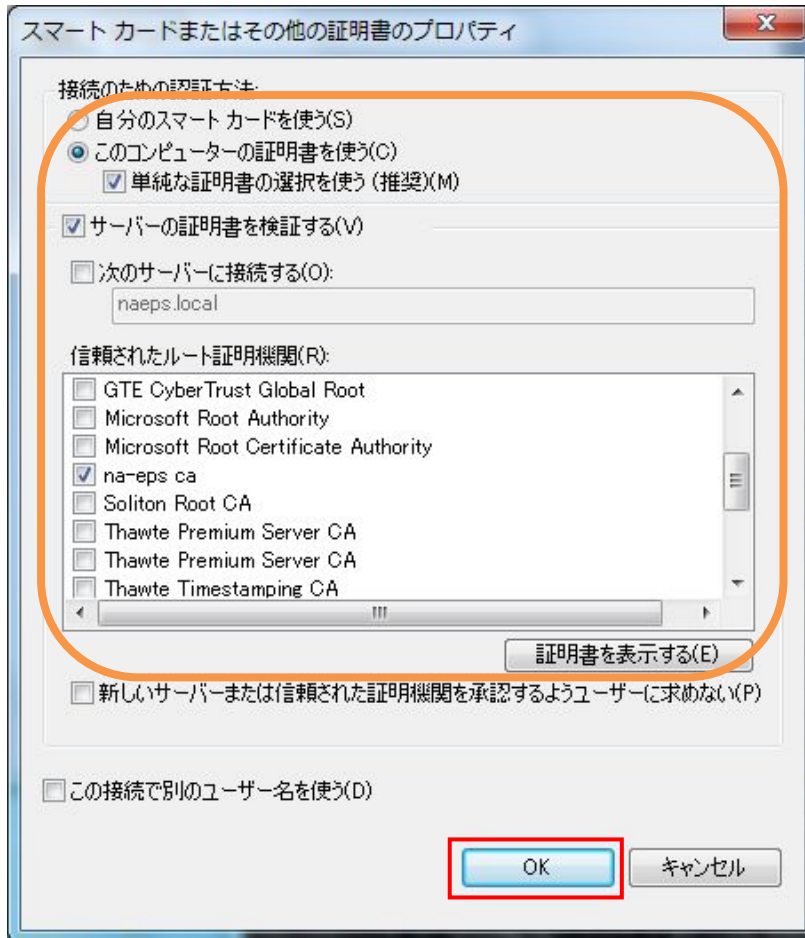 スマート カードまたはその他の証明書のプロパティ
接続のための認証方法:
自分のスマート カードを使う(S)
このコンピューターの証明書を使う(C)
単純な証明書の選択を使う (推奨)(M)
サーバーの証明書を検証する(V)
次のサーバーに接続する(O):
naeps.local
信頼されたルート証明機関(R):
GTE CyberTrust Global Root
Microsoft Root Authority
Microsoft Root Certificate Authority
na-eps ca
Soliton Root CA
Thawte Premium Server CA
Thawte Premium Server CA
Thawte Timestamping CA
証明書を表示する(E)
新しいサーバーまたは信頼された証明機関を承認するようユーザーに求めない(P)
この接続で別のユーザー名を使う(D)
OK キャンセル